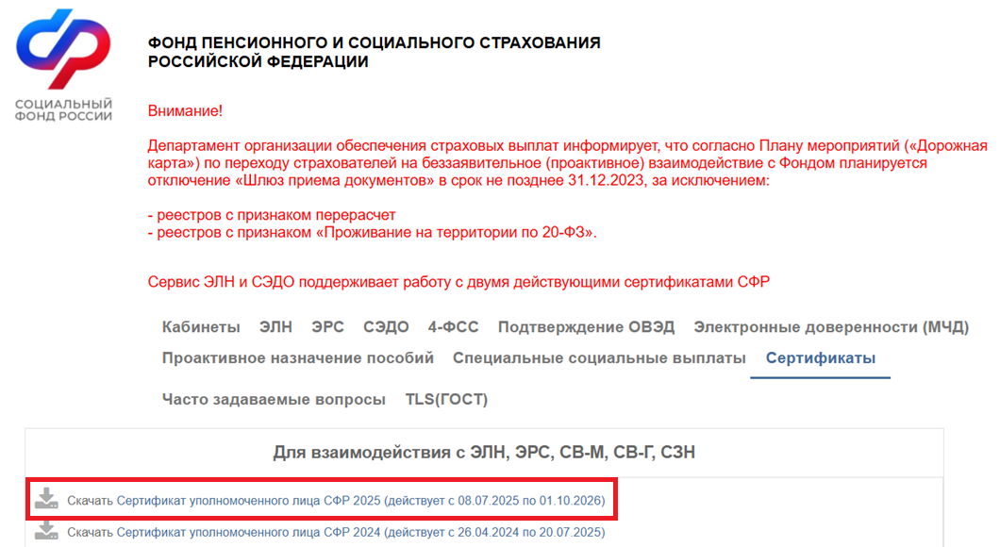 СОЦИАЛЬНЫЙ
ФОНД РОССИИ
ФОНД ПЕНСИОННОГО И СОЦИАЛЬНОГО СТРАХОВАНИЯ
РОССИЙСКОЙ ФЕДЕРАЦИИ
Внимание!
Департамент организации обеспечения страховых выплат информирует, что согласно Плану мероприятий («Дорожная
карта») по переходу страхователей на беззаявительное (проактивное) взаимодействие с Фондом планируется
отключение «Шлюз приема документов» в срок не позднее 31.12.2023, за исключением:
- реестров с признаком перерасчет
- реестров с признаком «Проживание на территории по 20-ФЗ».
Сервис ЭЛН и СЭДО поддерживает работу с двумя действующими сертификатами СФР
Кабинеты ЭЛН ЭРС СЭДО 4-ФСС Подтверждение ОВЭД Электронные доверенности (МЧД)
Проактивное назначение пособий Специальные социальные выплаты Сертификаты
Часто задаваемые вопросы TLS(ГОСТ)
Для взаимодействия с ЭЛН, ЭРС, СВ-М, СВ-Г, СЗН
Скачать Сертификат уполномоченного лица СФР 2025 (действует с 08.07.2025 по 01.10.2026)
Скачать Сертификат уполномоченного лица СФР 2024 (действует с 26.04.2024 по 20.07.2025)